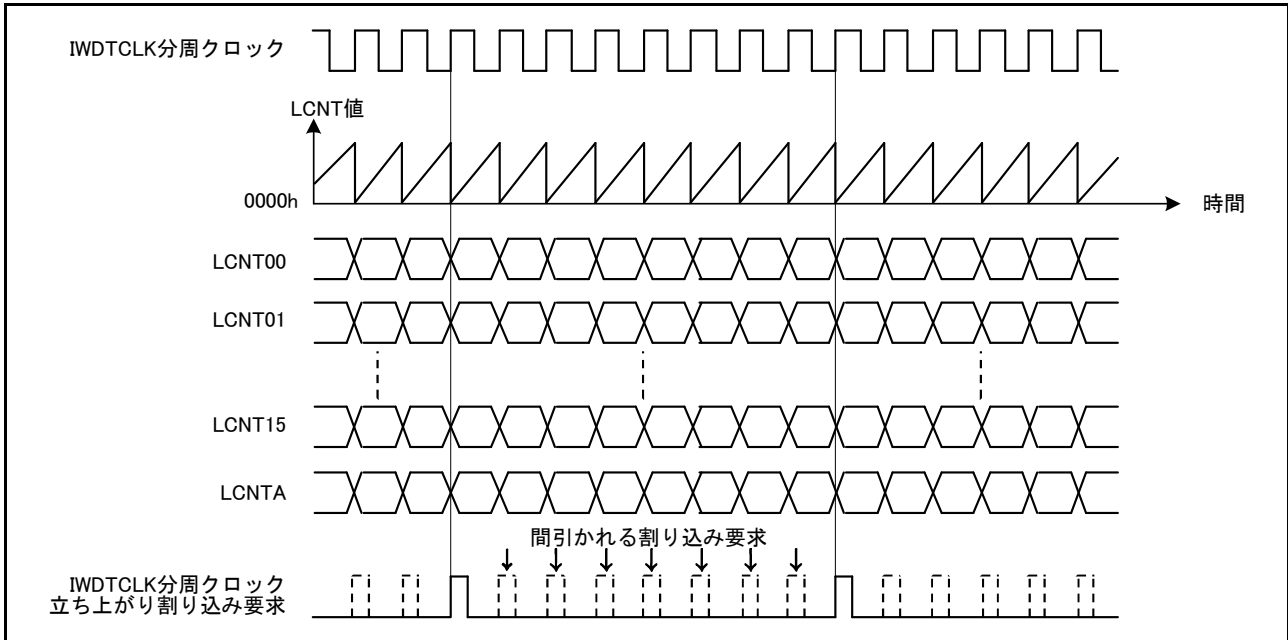 IWDTCLK分周クロック
LCNT値
0000h
時間
LCNT00
LCNT01
LCNT15
LCNTA
間引かれる割り込み要求
IWDTCLK分周クロック
立ち上がり割り込み要求